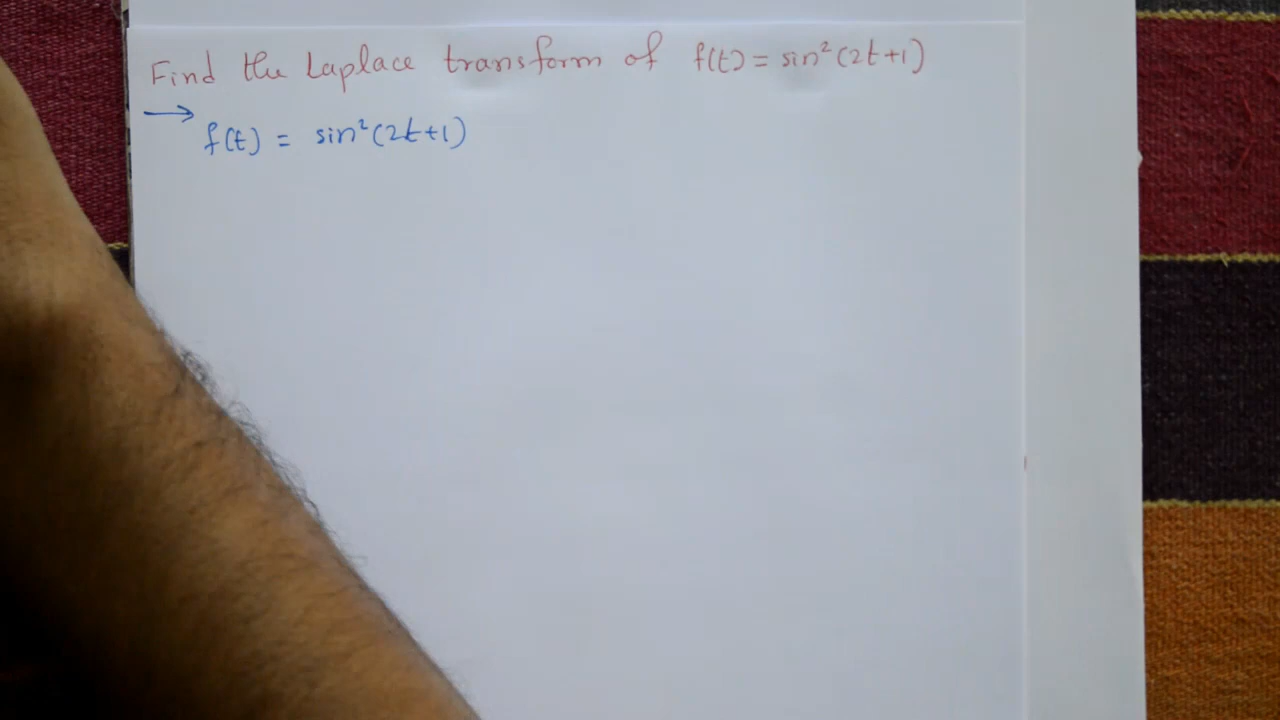 Find the Laplace transform of f(t) = sin²(2t+1)
→ f(t) = sin²(2t+1)